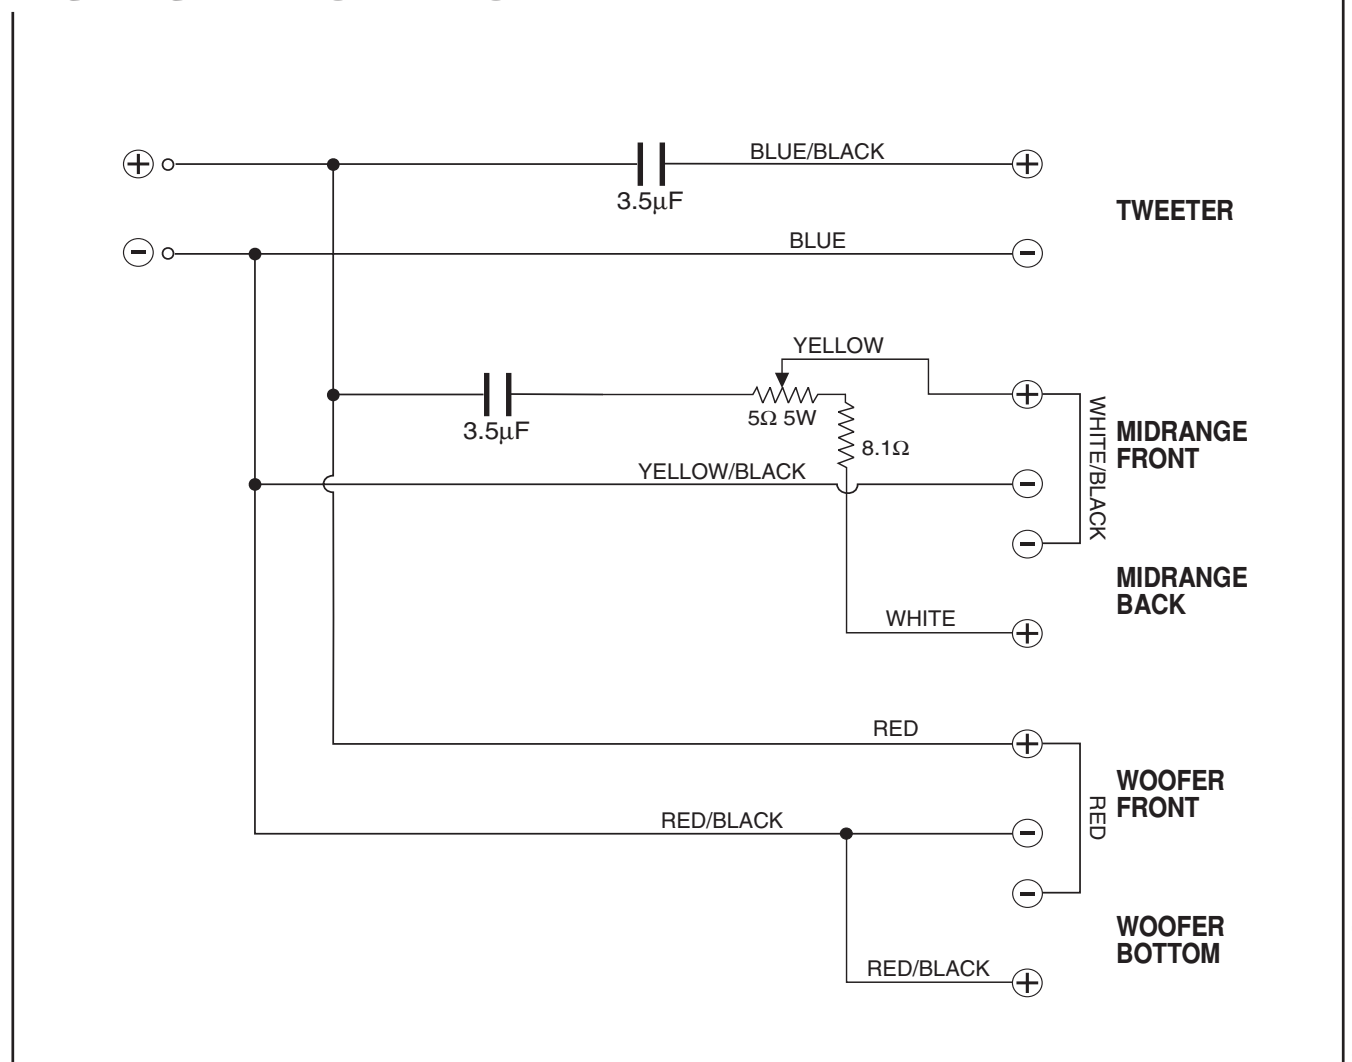 BLUE/BLACK
3.5µF
TWEETER
BLUE
YELLOW
5Ω 5W
3.5µF
8.1Ω
WHITE/BLACK
MIDRANGE
FRONT
YELLOW/BLACK
MIDRANGE
BACK
WHITE
RED
WOOFER
FRONT
RED
RED/BLACK
WOOFER
BOTTOM
RED/BLACK